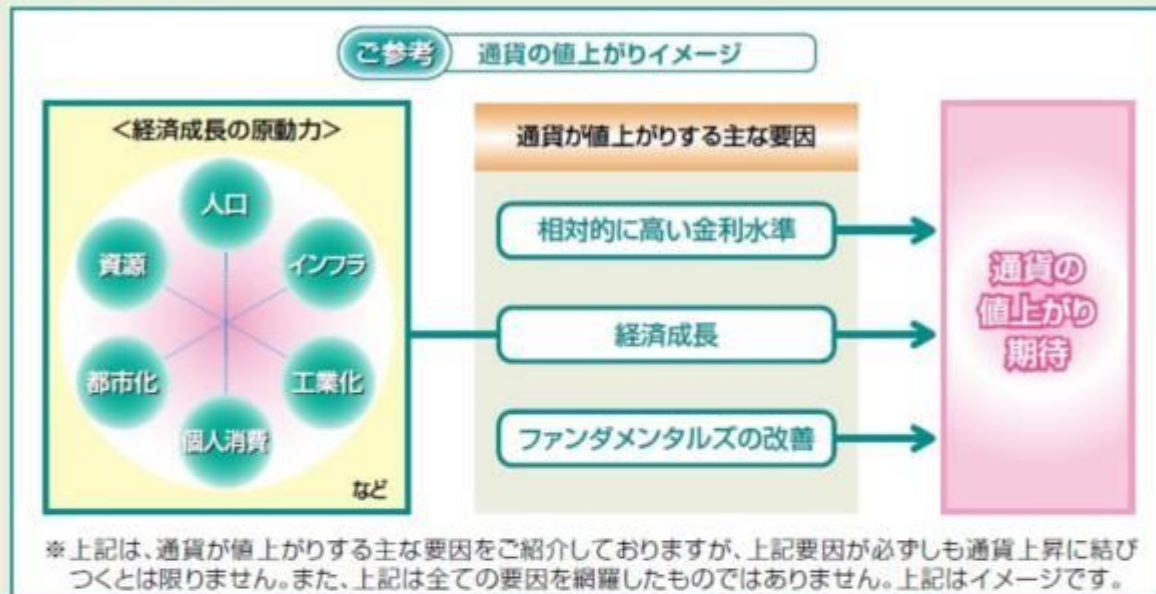 ご参考 通貨の値上がりイメージ
＜経済成長の原動力＞
人口
資源
インフラ
都市化
工業化
個人消費
など
通貨が値上がりする主な要因
相対的に高い金利水準
経済成長
ファンダメンタルズの改善
通貨の
値上がり
期待
※上記は、通貨が値上がりする主な要因をご紹介しておりますが、上記要因が必ずしも通貨上昇に結び
つくとは限りません。また、上記は全ての要因を網羅したものではありません。上記はイメージです。